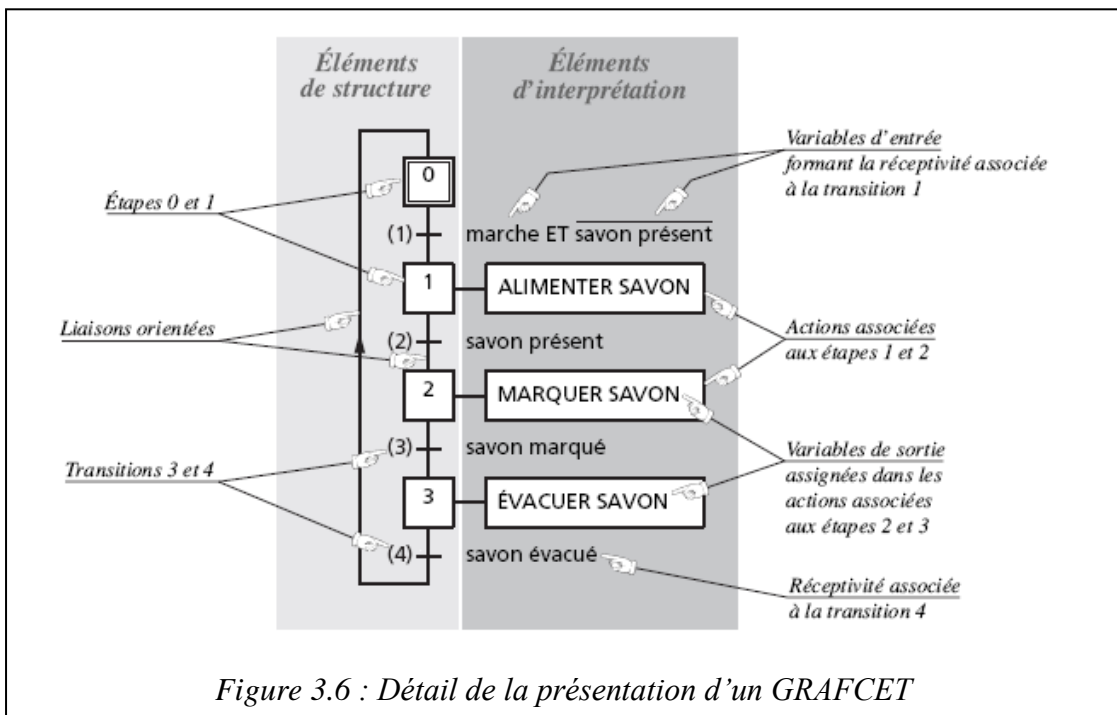 Éléments
de structure
Éléments
d'interprétation
Variables d'entrée
formant la réceptivité associée
à la transition 1
0
Étapes 0 et 1
(1) marche ET savon présent
1 ALIMENTER SAVON
Liaisons orientées
(2) savon présent
Actions associées
aux étapes 1 et 2
2 MARQUER SAVON
(3) savon marqué
Transitions 3 et 4
Variables de sortie
assignées dans les
actions associées
aux étapes 2 et 3
3 ÉVACUER SAVON
(4) savon évacué
Réceptivité associée
à la transition 4
Figure 3.6 : Détail de la présentation d'un GRAFCET